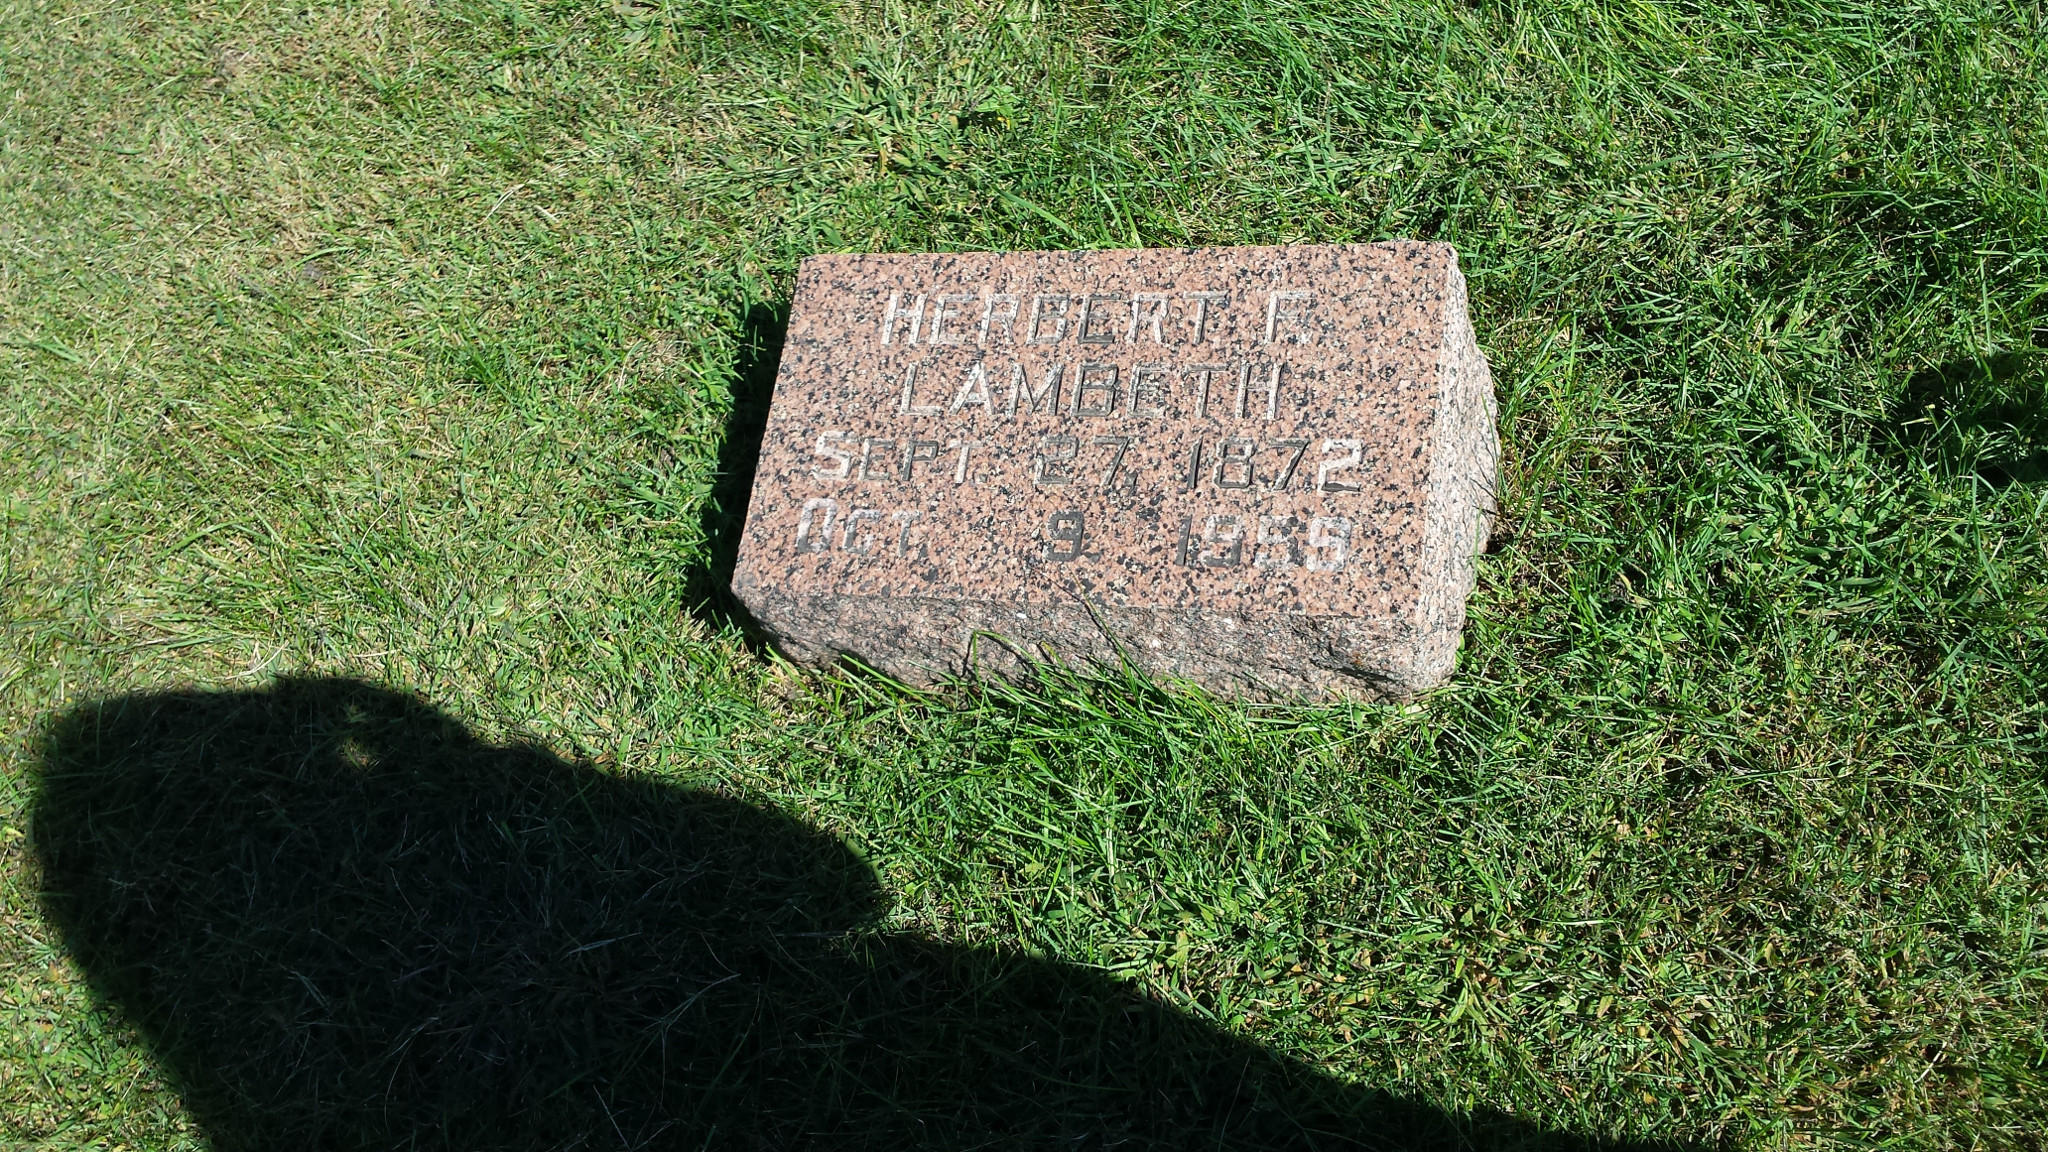 HERBERT R.
LAMBETH
SEPT. 27, 1872
OCT. 9 1959